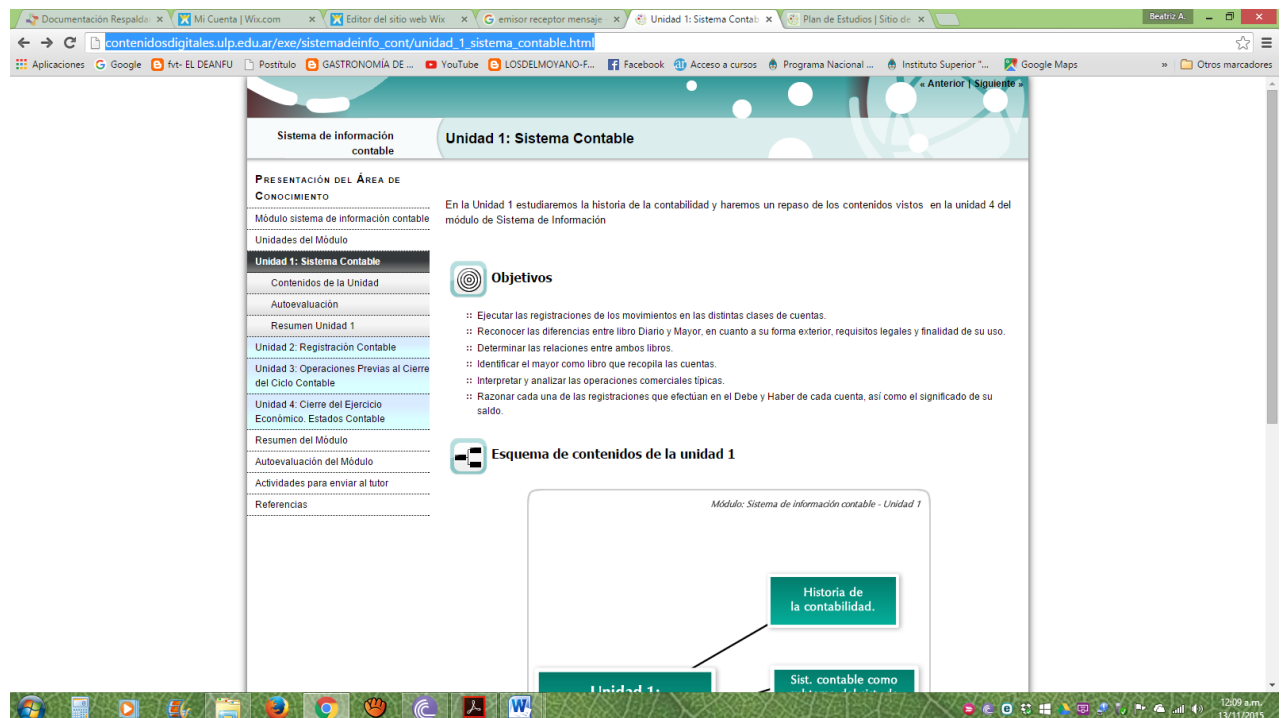 Documentación Respalda
Mi Cuenta | Wix.com
Editor del sitio web Wix
emisor receptor mensaje
Unidad 1: Sistema Contab
Plan de Estudios | Sitio de
Beatriz A.
contenidosdigitales.ulp.edu.ar/exe/sistemadeinfo_cont/unidad_1_sistema_contable.html
Aplicaciones
Google
fvt- EL DEANFU
Postítulo
GASTRONOMÍA DE ...
YouTube
LOSDELMOYANO-F...
Facebook
Acceso a cursos
Programa Nacional ...
Instituto Superior "...
Google Maps
»
Otros marcadores
« Anterior | Siguiente »
Sistema de información
contable
Unidad 1: Sistema Contable
Presentación del Área de
Conocimiento
Módulo sistema de información contable
Unidades del Módulo
Unidad 1: Sistema Contable
Contenidos de la Unidad
Autoevaluación
Resumen Unidad 1
Unidad 2: Registración Contable
Unidad 3: Operaciones Previas al Cierre
del Ciclo Contable
Unidad 4: Cierre del Ejercicio
Económico. Estados Contable
Resumen del Módulo
Autoevaluación del Módulo
Actividades para enviar al tutor
Referencias
En la Unidad 1 estudiaremos la historia de la contabilidad y haremos un repaso de los contenidos vistos en la unidad 4 del
módulo de Sistema de Información
Objetivos
:: Ejecutar las registraciones de los movimientos en las distintas clases de cuentas.
:: Reconocer las diferencias entre libro Diario y Mayor, en cuanto a su forma exterior, requisitos legales y finalidad de su uso.
:: Determinar las relaciones entre ambos libros.
:: Identificar el mayor como libro que recopila las cuentas.
:: Interpretar y analizar las operaciones comerciales típicas.
:: Razonar cada una de las registraciones que efectúan en el Debe y Haber de cada cuenta, así como el significado de su
saldo.
Esquema de contenidos de la unidad 1
Módulo: Sistema de información contable - Unidad 1
Historia de
la contabilidad.
Unidad 1:
Sist. contable como
12:09 a.m.
13/11/2015